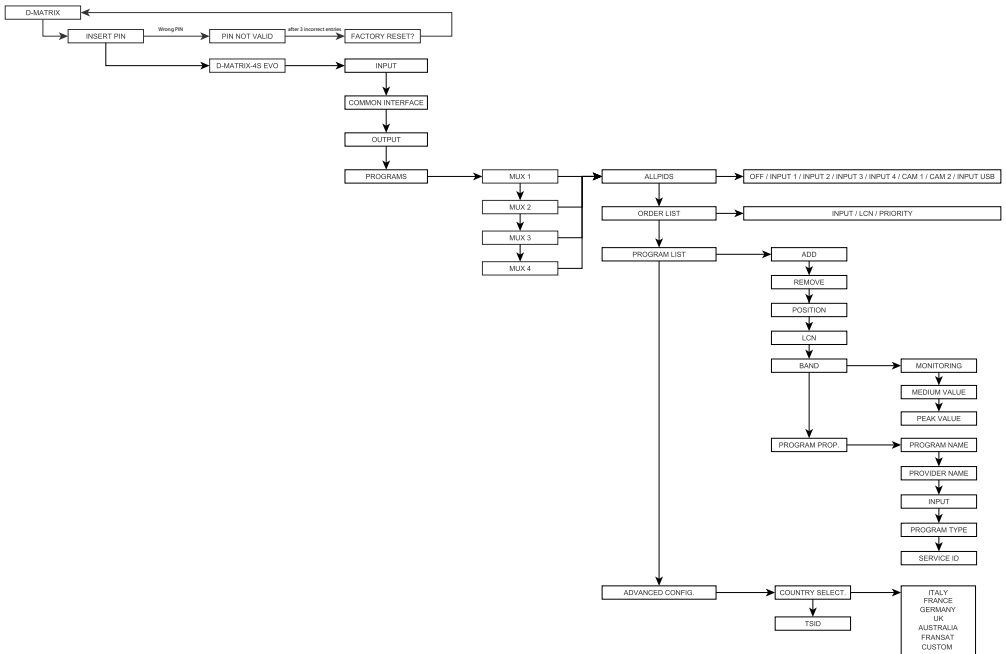 D-MATRIX
INSERT PIN
Wrong PIN
PIN NOT VALID
after 3 incorrect entries
FACTORY RESET?
D-MATRIX-4S EVO
INPUT
COMMON INTERFACE
OUTPUT
PROGRAMS
MUX 1
MUX 2
MUX 3
MUX 4
ALLPIDS
OFF / INPUT 1 / INPUT 2 / INPUT 3 / INPUT 4 / CAM 1 / CAM 2 / INPUT USB
ORDER LIST
INPUT / LCN / PRIORITY
PROGRAM LIST
ADD
REMOVE
POSITION
LCN
BAND
MONITORING
MEDIUM VALUE
PEAK VALUE
PROGRAM PROP.
PROGRAM NAME
PROVIDER NAME
INPUT
PROGRAM TYPE
SERVICE ID
ADVANCED CONFIG.
COUNTRY SELECT.
TSID
ITALY
FRANCE
GERMANY
UK
AUSTRALIA
FRANSAT
CUSTOM